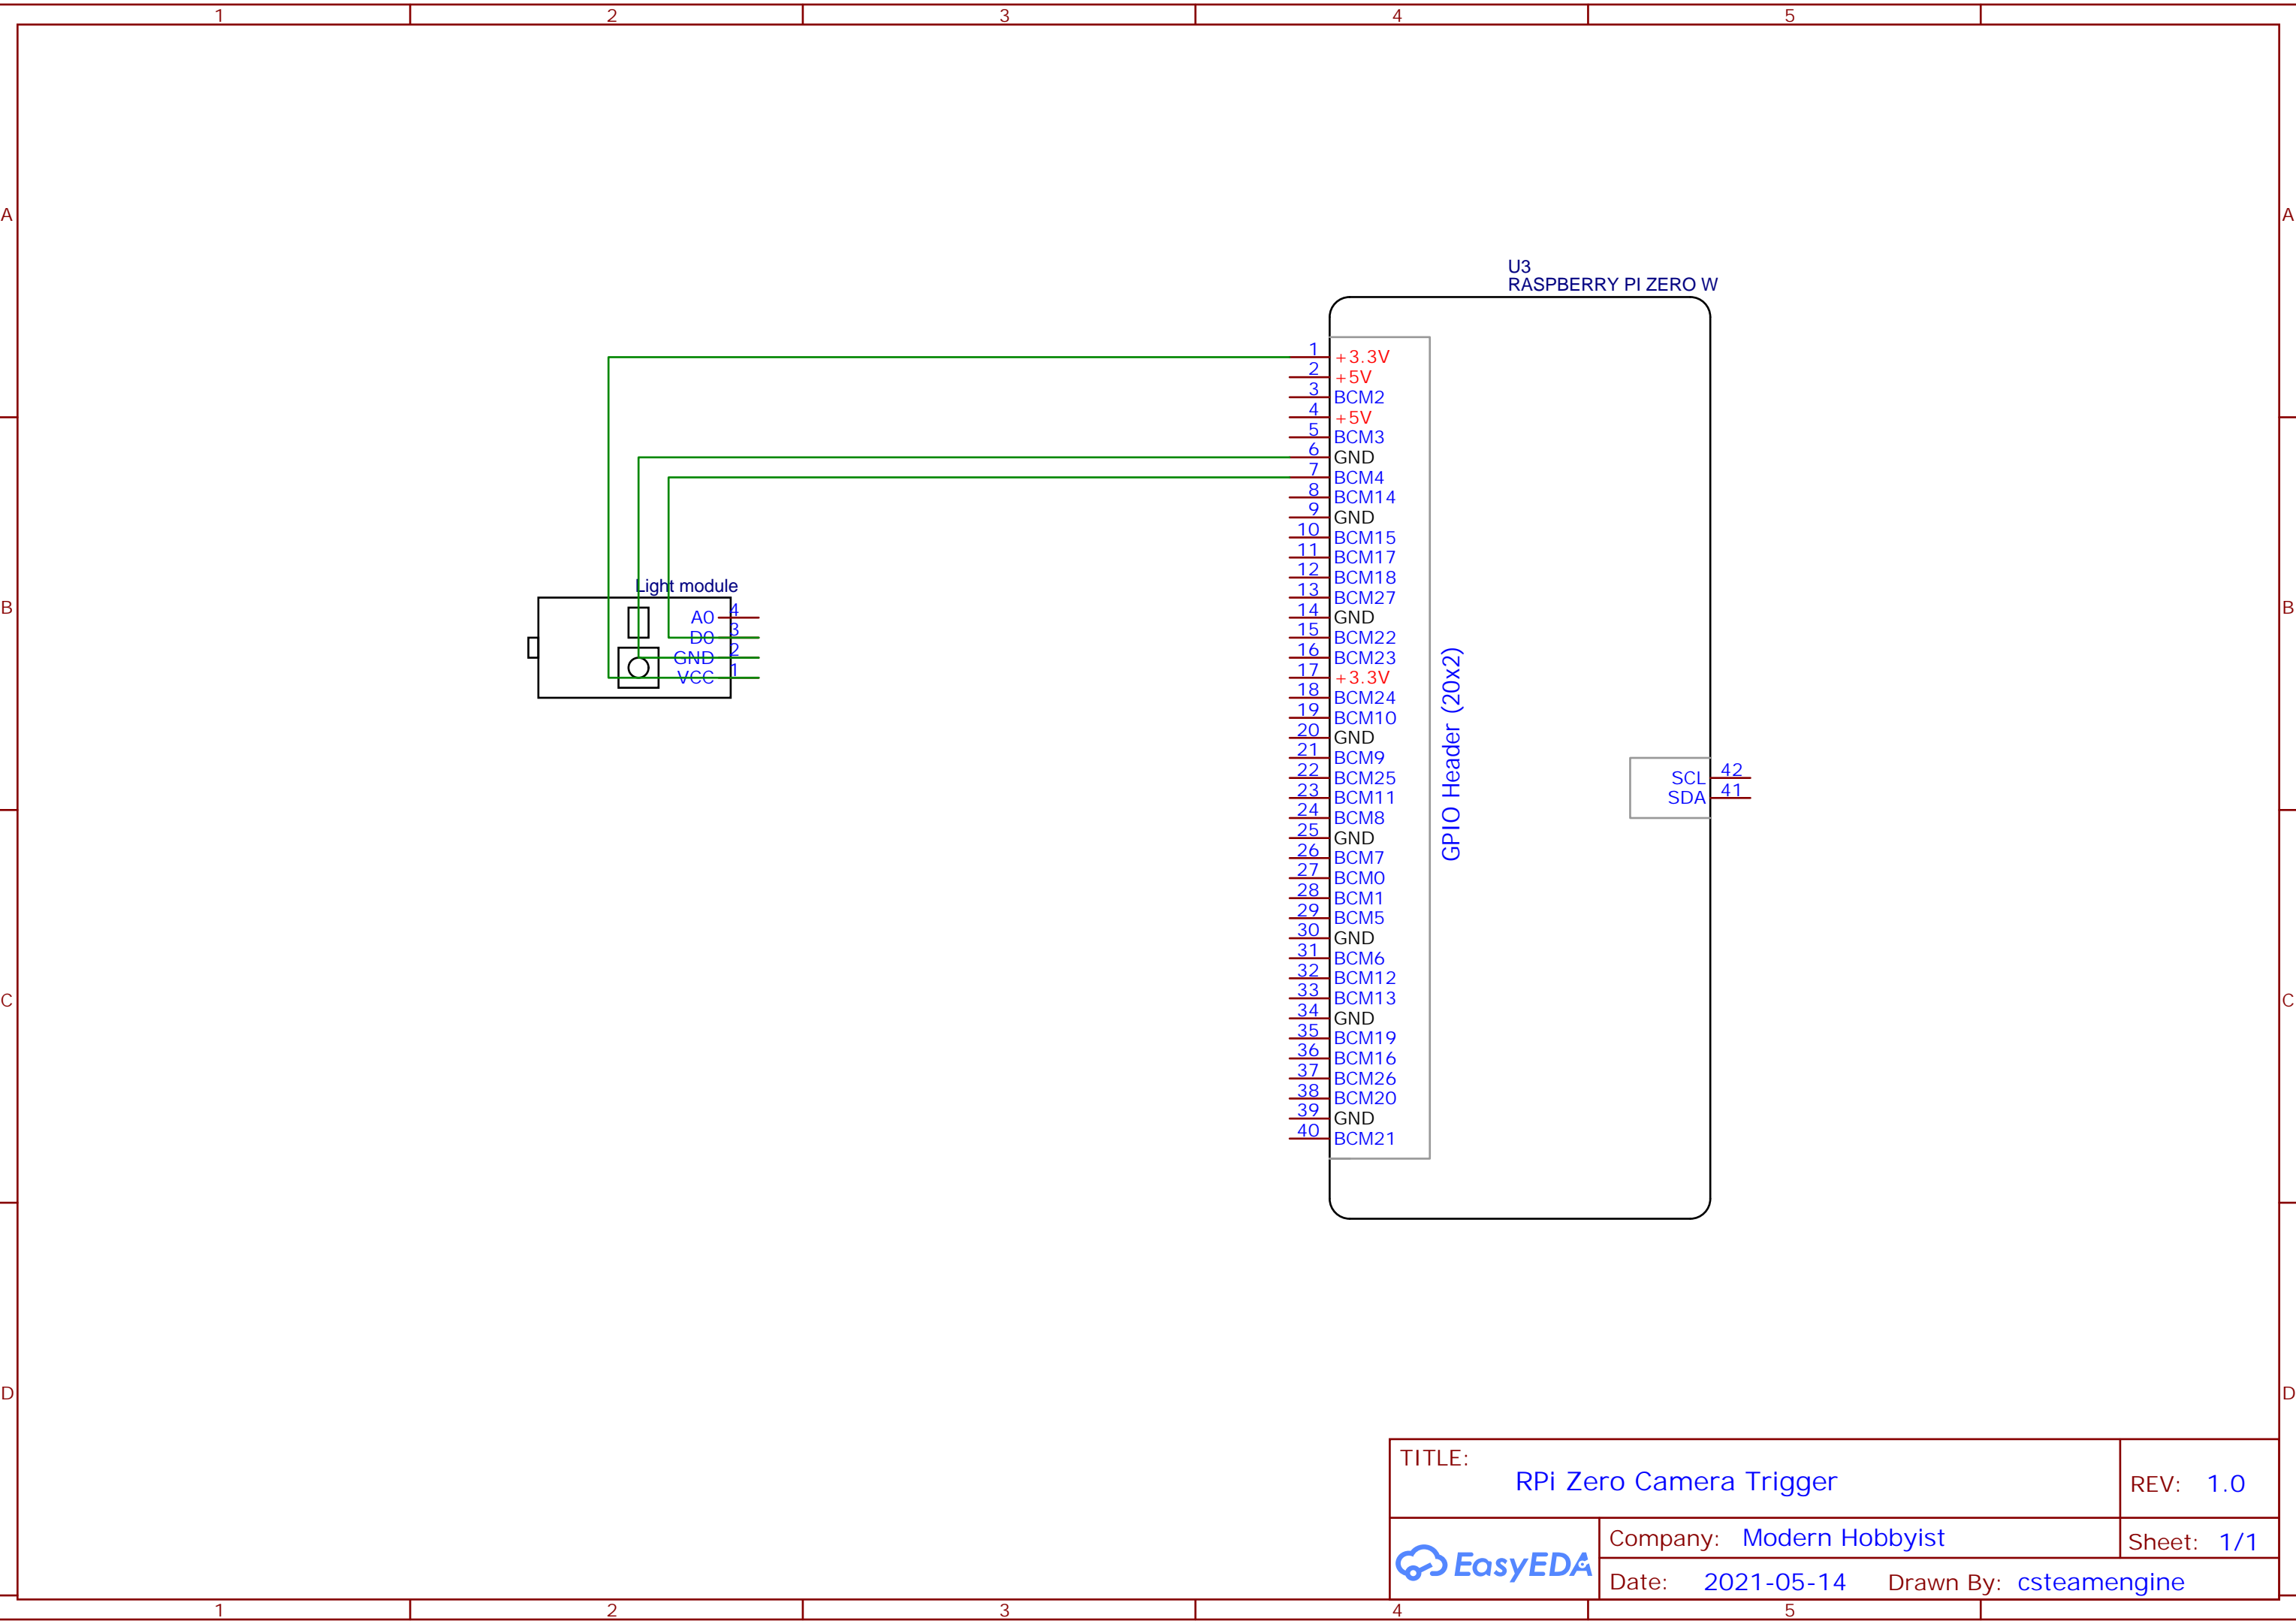 1 2 3 4 5
A A
U3
RASPBERRY PI ZERO W
1 +3.3V
2 +5V
3 BCM2
4 +5V
5 BCM3
6 GND
7 BCM4
8 BCM14
9 GND
10 BCM15
11 BCM17
12 BCM18
13 BCM27
14 GND
15 BCM22
16 BCM23
17 +3.3V
18 BCM24
19 BCM10
20 GND
21 BCM9
22 BCM25
23 BCM11
24 BCM8
25 GND
26 BCM7
27 BCM0
28 BCM1
29 BCM5
30 GND
31 BCM6
32 BCM12
33 BCM13
34 GND
35 BCM19
36 BCM16
37 BCM26
38 BCM20
39 GND
40 BCM21
GPIO Header (20x2)
SCL 42
SDA 41
Light module
A0 4
D0 3
GND 2
VCC 1
B B
C C
D D
TITLE:
RPi Zero Camera Trigger
REV: 1.0
EasyEDA
Company: Modern Hobbyist
Sheet: 1/1
Date: 2021-05-14 Drawn By: csteamengine
1 2 3 4 5